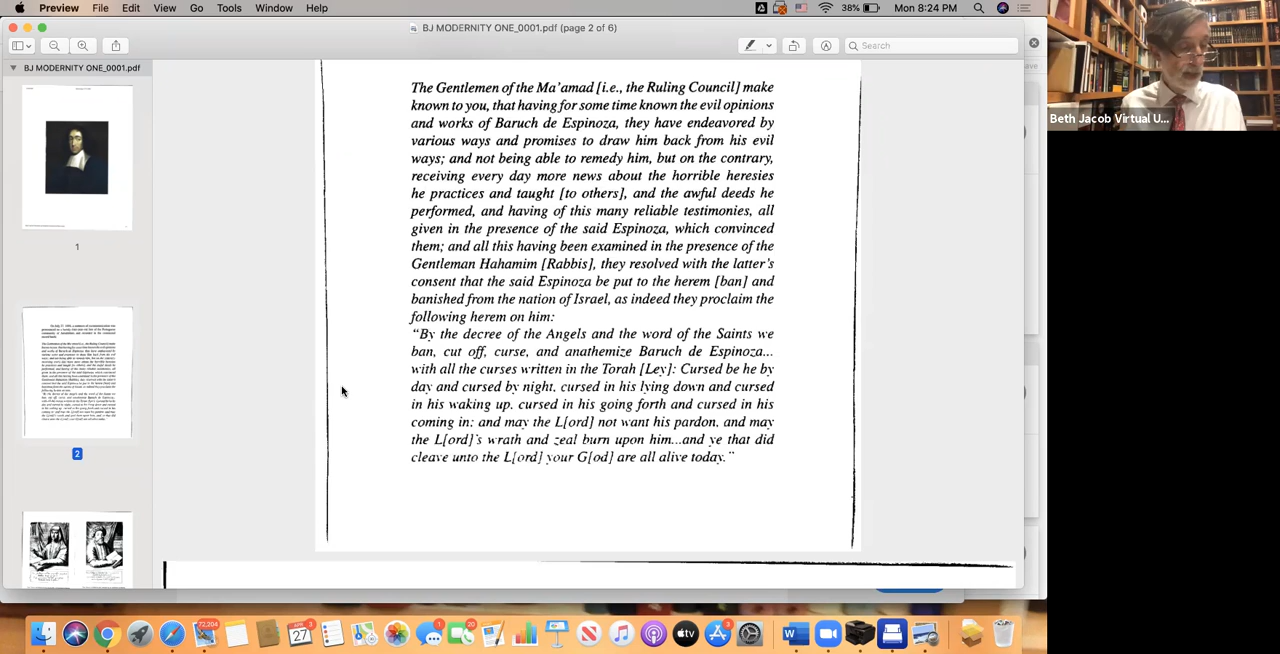 Preview File Edit View Go Tools Window Help
38% Mon 8:24 PM
BJ MODERNITY ONE_0001.pdf (page 2 of 6)
Search
BJ MODERNITY ONE_0001.pdf
1
2
The Gentlemen of the Ma'amad [i.e., the Ruling Council] make
known to you, that having for some time known the evil opinions
and works of Baruch de Espinoza, they have endeavored by
various ways and promises to draw him back from his evil
ways; and not being able to remedy him, but on the contrary,
receiving every day more news about the horrible heresies
he practices and taught [to others], and the awful deeds he
performed, and having of this many reliable testimonies, all
given in the presence of the said Espinoza, which convinced
them; and all this having been examined in the presence of the
Gentleman Hahamim [Rabbis], they resolved with the latter's
consent that the said Espinoza be put to the herem [ban] and
banished from the nation of Israel, as indeed they proclaim the
following herem on him:
"By the decree of the Angels and the word of the Saints we
ban, cut off, curse, and anathemize Baruch de Espinoza...
with all the curses written in the Torah [Ley]: Cursed be he by
day and cursed by night, cursed in his lying down and cursed
in his waking up, cursed in his going forth and cursed in his
coming in: and may the L[ord] not want his pardon, and may
the L[ord]'s wrath and zeal burn upon him...and ye that did
cleave unto the L[ord] your G[od] are all alive today."
Beth Jacob Virtual U...
72,204
APR
27
3
1
20
3
tv
W